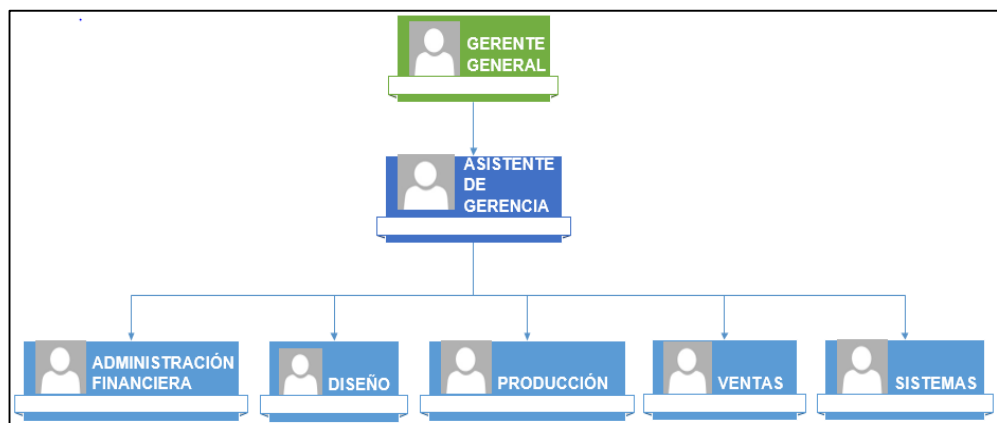 GERENTE
GENERAL
ASISTENTE
DE
GERENCIA
ADMINISTRACIÓN
FINANCIERA
DISEÑO
PRODUCCIÓN
VENTAS
SISTEMAS